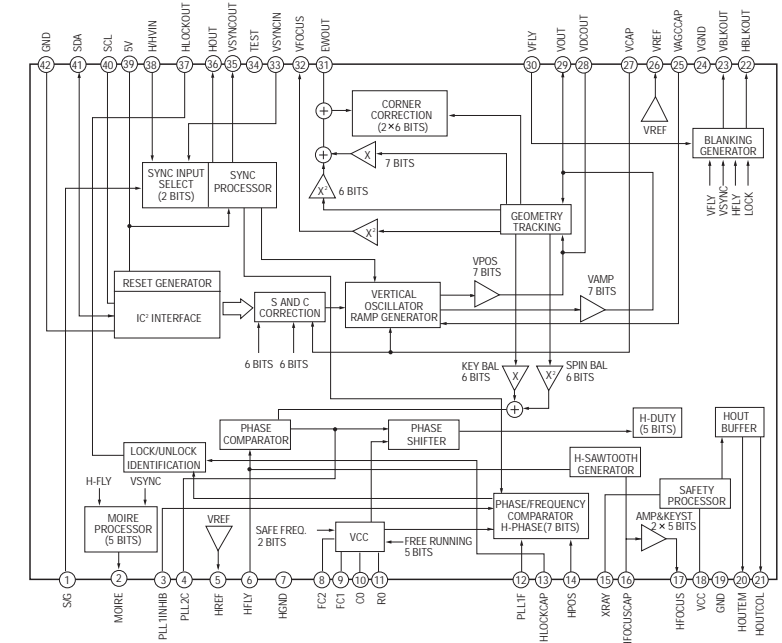 GND
SDA
SCL
5V
H/HVIN
HLOCKOUT
HOUT
VSYNCOUT
TEST
VSYNCIN
VFOCUS
EWOUT
VFLY
VOUT
VDCOUT
VCAP
VREF
VAGCCAP
VGND
VBLKOUT
HBLKOUT
42
41
40
39
38
37
36
35
34
33
32
31
30
29
28
27
26
25
24
23
22
CORNER
CORRECTION
(2×6 BITS)
VREF
BLANKING
GENERATOR
VFLY
VSYNC
HFLY
LOCK
X
7 BITS
X²
6 BITS
X²
SYNC INPUT
SELECT
(2 BITS)
SYNC
PROCESSOR
GEOMETRY
TRACKING
RESET GENERATOR
IC² INTERFACE
S AND C
CORRECTION
6 BITS
6 BITS
VERTICAL
OSCILLATOR
RAMP GENERATOR
VPOS
7 BITS
VAMP
7 BITS
KEY BAL
6 BITS
X
X²
SPIN BAL
6 BITS
PHASE
COMPARATOR
PHASE
SHIFTER
H-DUTY
(5 BITS)
HOUT
BUFFER
LOCK/UNLOCK
IDENTIFICATION
H-SAWTOOTH
GENERATOR
H-FLY
VSYNC
MOIRE
PROCESSOR
(5 BITS)
VREF
SAFE FREQ.
2 BITS
VCC
FREE RUNNING
5 BITS
PHASE/FREQUENCY
COMPARATOR
H-PHASE(7 BITS)
SAFETY
PROCESSOR
AMP&KEYST
2 × 5 BITS
1
2
3
4
5
6
7
8
9
10
11
12
13
14
15
16
17
18
19
20
21
S/G
MOIRE
PLL1INHIB
PLL2C
HREF
HFLY
HGND
FC2
FC1
C0
R0
PLL1F
HLOCKCAP
HPOS
XRAY
HFOCUSCAP
HFOCUS
VCC
GND
HOUTEM
HOUTCOL